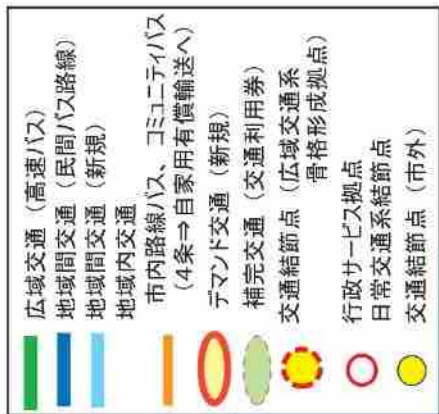 広域交通（高速バス）
地域間交通（民間バス路線）
地域間交通（新規）
地域内交通
市内路線バス、コミュニティバス
（4条⇒自家用有償輸送へ）
デマンド交通（新規）
補完交通（交通利用券）
交通結節点（広域交通系
骨格形成拠点）
行政サービス拠点
日常交通系結節点
交通結節点（市外）